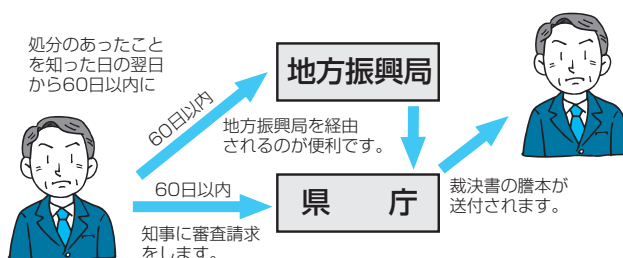 処分のあったこと
を知った日の翌日
から60日以内に
60日以内
地方振興局
地方振興局を経由
されるのが便利です。
60日以内
県　庁
知事に審査請求
をします。
裁決書の謄本が
送付されます。